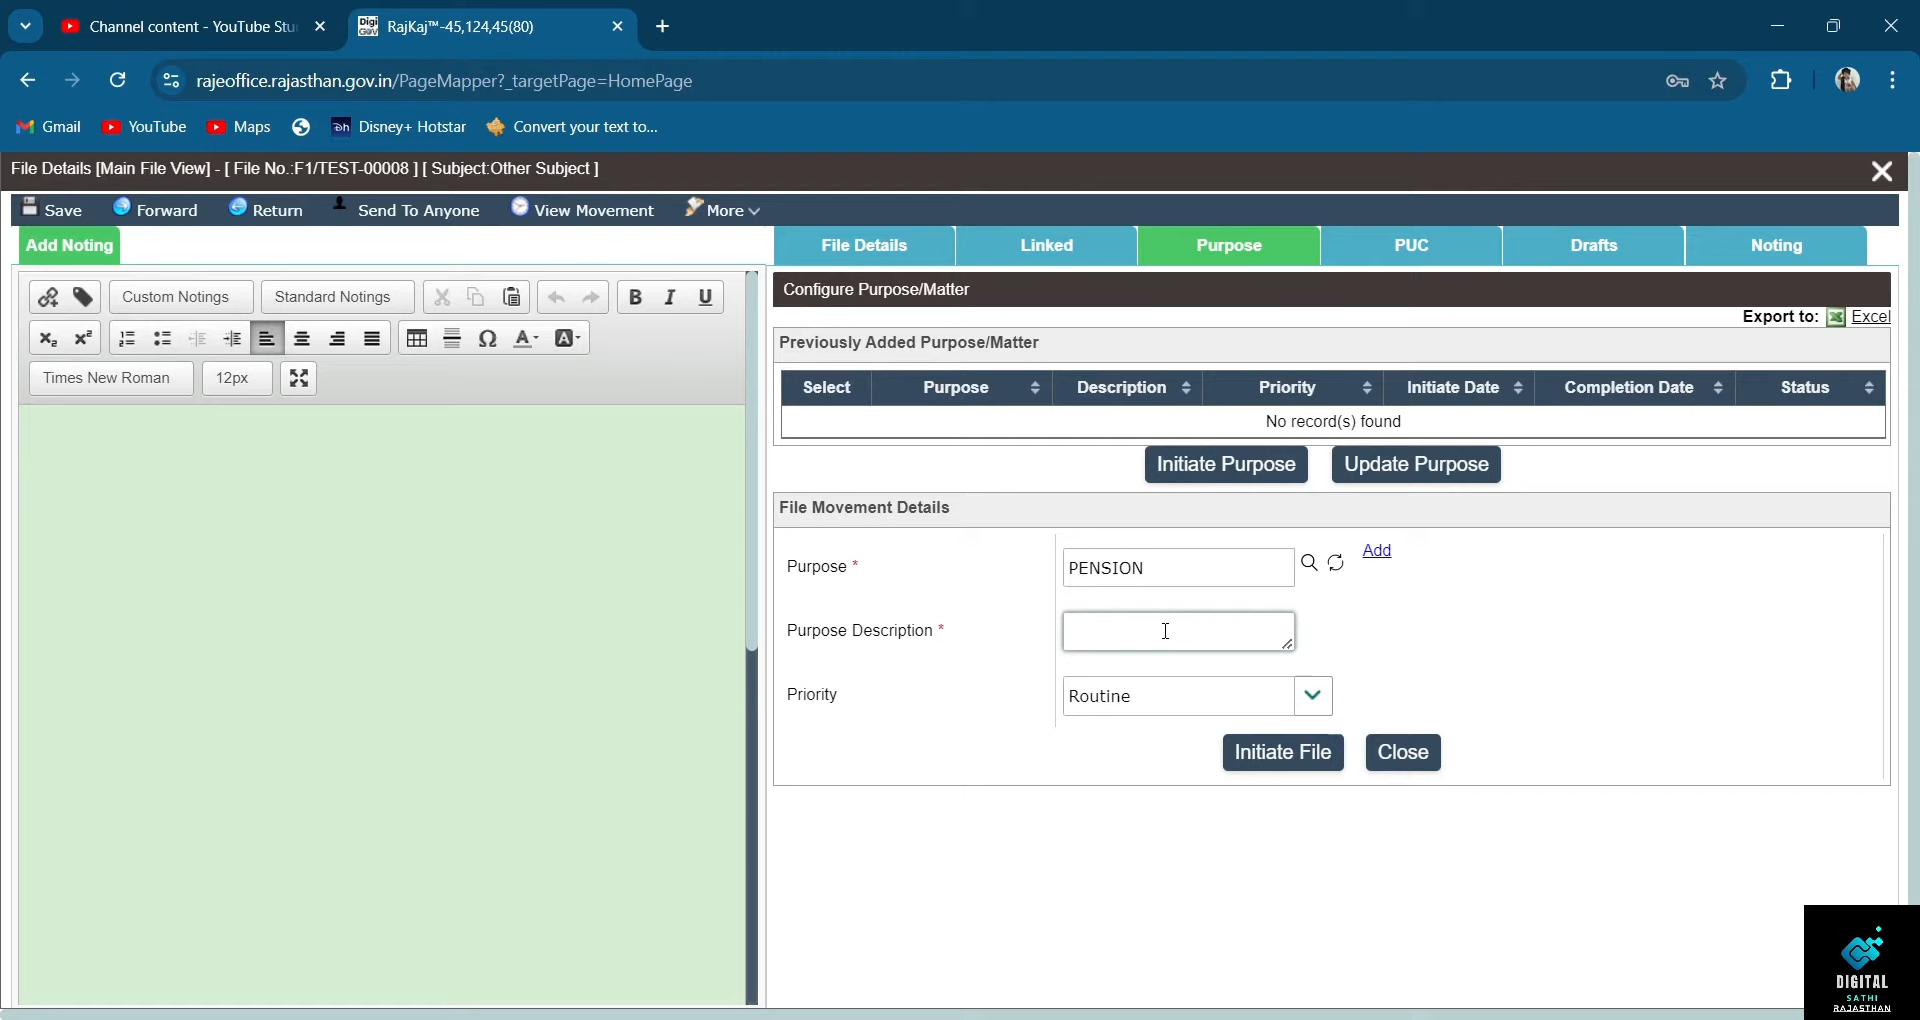 Channel content - YouTube Stu
Digi
GOV
RajKaj™-45,124,45(80)
rajeoffice.rajasthan.gov.in/PageMapper?_targetPage=HomePage
Gmail
YouTube
Maps
Disney+ Hotstar
Convert your text to...
File Details [Main File View] - [ File No.:F1/TEST-00008 ] [ Subject:Other Subject ]
Save
Forward
Return
Send To Anyone
View Movement
More
Add Noting
File Details
Linked
Purpose
PUC
Drafts
Noting
Custom Notings
Standard Notings
Times New Roman
12px
Configure Purpose/Matter
Export to: Excel
Previously Added Purpose/Matter
Select
Purpose
Description
Priority
Initiate Date
Completion Date
Status
No record(s) found
Initiate Purpose
Update Purpose
File Movement Details
Purpose *
PENSION
Add
Purpose Description *
Priority
Routine
Initiate File
Close
DIGITAL
SATHI
RAJASTHAN